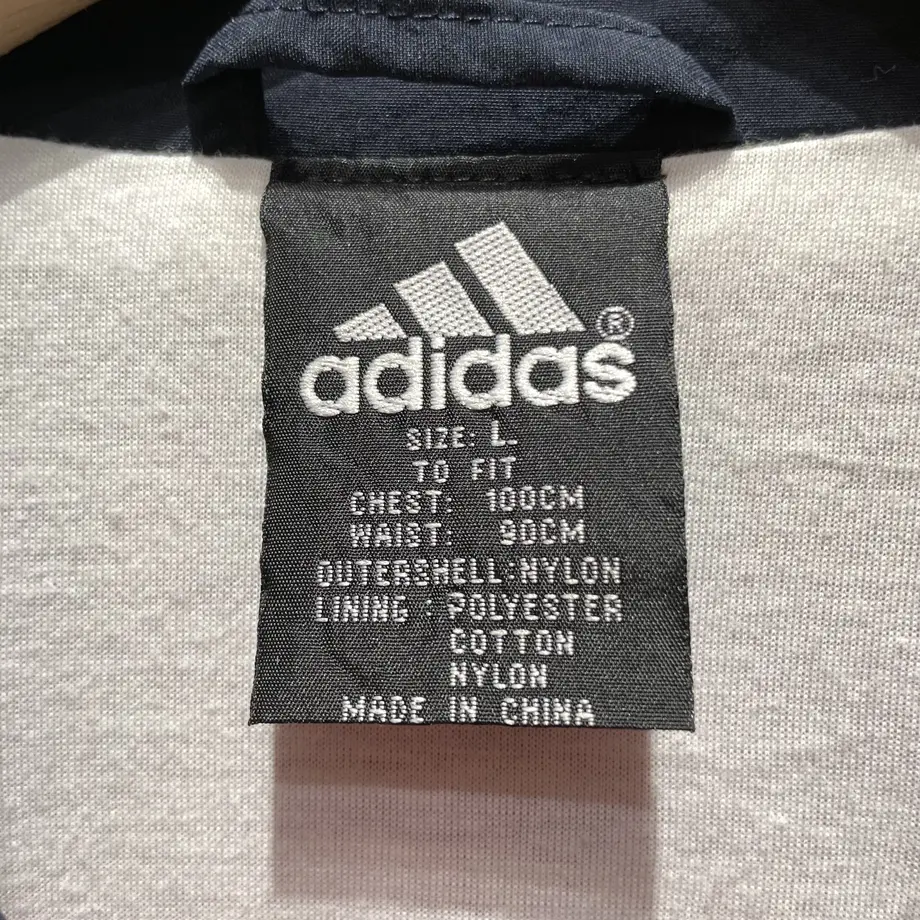 adidas®
SIZE: L.
TO FIT
CHEST: 100CM
WAIST: 90CM
OUTERSHELL:NYLON
LINING : POLYESTER
COTTON
NYLON
MADE IN CHINA